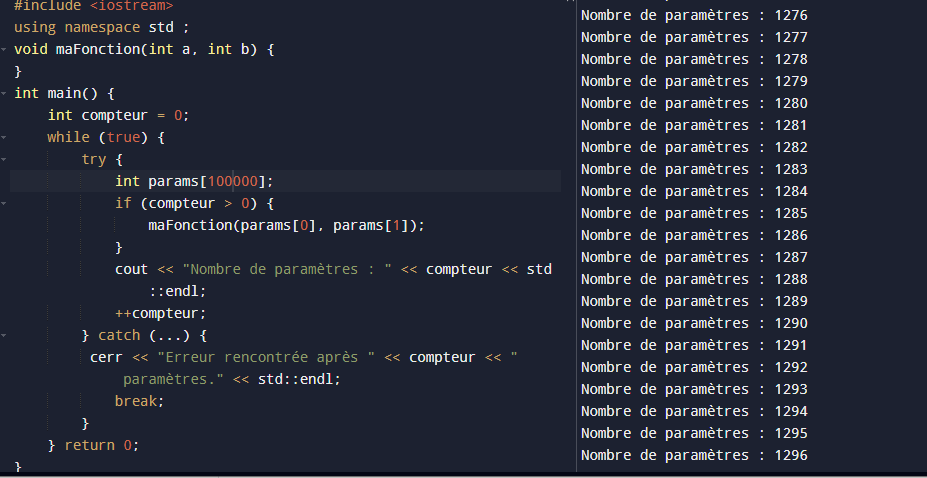 #include <iostream>
using namespace std ;
void maFonction(int a, int b) {
}
int main() {
    int compteur = 0;
    while (true) {
        try {
            int params[100000];
            if (compteur > 0) {
                maFonction(params[0], params[1]);
            }
            cout << "Nombre de paramètres : " << compteur << std
                ::endl;
            ++compteur;
        } catch (...) {
         cerr << "Erreur rencontrée après " << compteur << "
             paramètres." << std::endl;
            break;
        }
    } return 0;
}
Nombre de paramètres : 1276
Nombre de paramètres : 1277
Nombre de paramètres : 1278
Nombre de paramètres : 1279
Nombre de paramètres : 1280
Nombre de paramètres : 1281
Nombre de paramètres : 1282
Nombre de paramètres : 1283
Nombre de paramètres : 1284
Nombre de paramètres : 1285
Nombre de paramètres : 1286
Nombre de paramètres : 1287
Nombre de paramètres : 1288
Nombre de paramètres : 1289
Nombre de paramètres : 1290
Nombre de paramètres : 1291
Nombre de paramètres : 1292
Nombre de paramètres : 1293
Nombre de paramètres : 1294
Nombre de paramètres : 1295
Nombre de paramètres : 1296